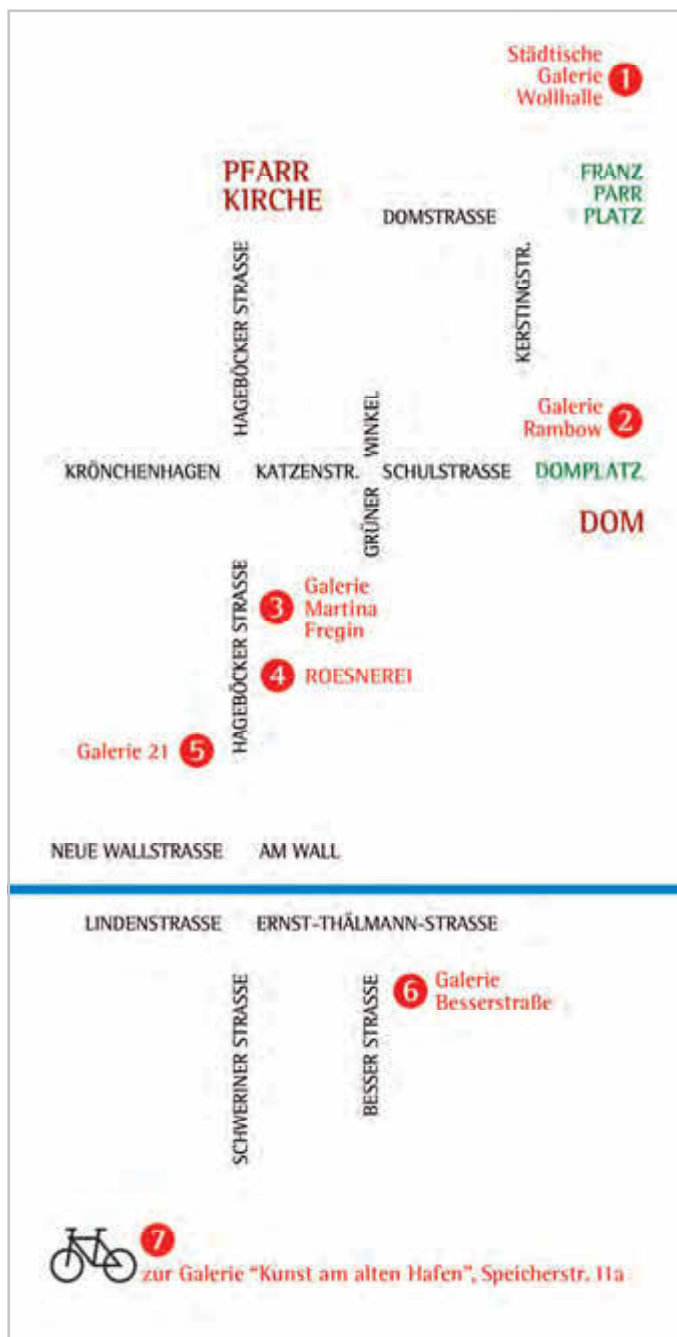 Städtische
Galerie
Wollhalle
1
PFARR
KIRCHE
FRANZ
PARR
PLATZ
DOMSTRASSE
HAGEBÖCKER STRASSE
KERSTINGSTR.
Galerie
Rambow
2
GRÜNER WINKEL
KRÖNCHENHAGEN
KATZENSTR.
SCHULSTRASSE
DOMPLATZ
DOM
HAGEBÖCKER STRASSE
3
Galerie
Martina
Fregin
4
ROESNEREI
Galerie 21
5
NEUE WALLSTRASSE
AM WALL
LINDENSTRASSE
ERNST-THÄLMANN-STRASSE
SCHWERINER STRASSE
BESSER STRASSE
6
Galerie
Besserstraße
7
zur Galerie "Kunst am alten Hafen", Speicherstr. 11a